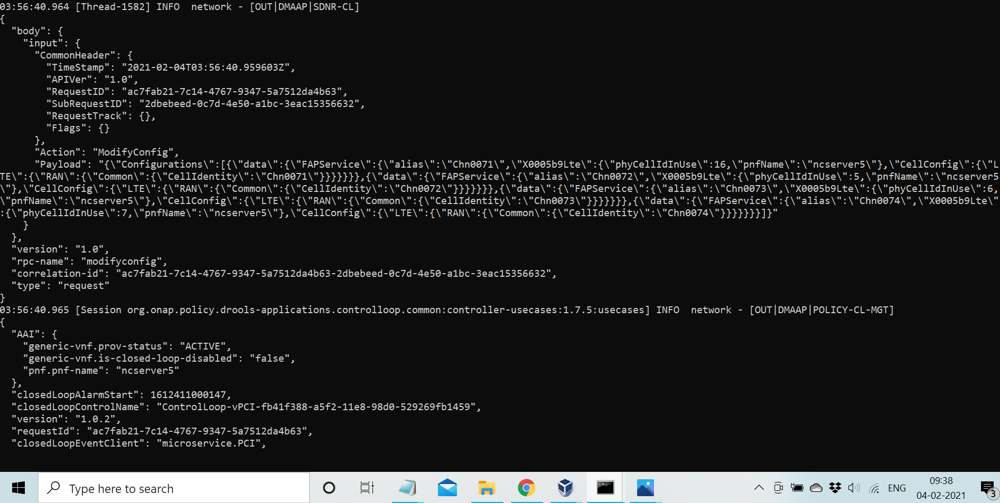 03:56:40.964 [Thread-1582] INFO  network - [OUT|DMAAP|SDNR-CL]
{
  "body": {
    "input": {
      "CommonHeader": {
        "TimeStamp": "2021-02-04T03:56:40.959603Z",
        "APIVer": "1.0",
        "RequestID": "ac7fab21-7c14-4767-9347-5a7512da4b63",
        "SubRequestID": "2dbebeed-0c7d-4e50-a1bc-3eac15356632",
        "RequestTrack": {},
        "Flags": {}
      },
      "Action": "ModifyConfig",
      "Payload": "{\"Configurations\":[{\"data\":{\"FAPService\":{\"alias\":\"Chn0071\",\"X0005b9Lte\":{\"phyCellIdInUse\":16,\"pnfName\":\"ncserver5\"},\"CellConfig\":{\"L
TE\":{\"RAN\":{\"Common\":{\"CellIdentity\":\"Chn0071\"}}}}}}},{\"data\":{\"FAPService\":{\"alias\":\"Chn0072\",\"X0005b9Lte\":{\"phyCellIdInUse\":5,\"pnfName\":\"ncserver5
\"},\"CellConfig\":{\"LTE\":{\"RAN\":{\"Common\":{\"CellIdentity\":\"Chn0072\"}}}}}}},{\"data\":{\"FAPService\":{\"alias\":\"Chn0073\",\"X0005b9Lte\":{\"phyCellIdInUse\":6,
\"pnfName\":\"ncserver5\"},\"CellConfig\":{\"LTE\":{\"RAN\":{\"Common\":{\"CellIdentity\":\"Chn0073\"}}}}}}},{\"data\":{\"FAPService\":{\"alias\":\"Chn0074\",\"X0005b9Lte\"
:{\"phyCellIdInUse\":7,\"pnfName\":\"ncserver5\"},\"CellConfig\":{\"LTE\":{\"RAN\":{\"Common\":{\"CellIdentity\":\"Chn0074\"}}}}}}}]}"
    }
  },
  "version": "1.0",
  "rpc-name": "modifyconfig",
  "correlation-id": "ac7fab21-7c14-4767-9347-5a7512da4b63-2dbebeed-0c7d-4e50-a1bc-3eac15356632",
  "type": "request"
}
03:56:40.965 [Session org.onap.policy.drools-applications.controlloop.common:controller-usecases:1.7.5:usecases] INFO  network - [OUT|DMAAP|POLICY-CL-MGT]
{
  "AAI": {
    "generic-vnf.prov-status": "ACTIVE",
    "generic-vnf.is-closed-loop-disabled": "false",
    "pnf.pnf-name": "ncserver5"
  },
  "closedLoopAlarmStart": 1612411000147,
  "closedLoopControlName": "ControlLoop-vPCI-fb41f388-a5f2-11e8-98d0-529269fb1459",
  "version": "1.0.2",
  "requestId": "ac7fab21-7c14-4767-9347-5a7512da4b63",
  "closedLoopEventClient": "microservice.PCI",
Type here to search
ENG
09:38
04-02-2021
3